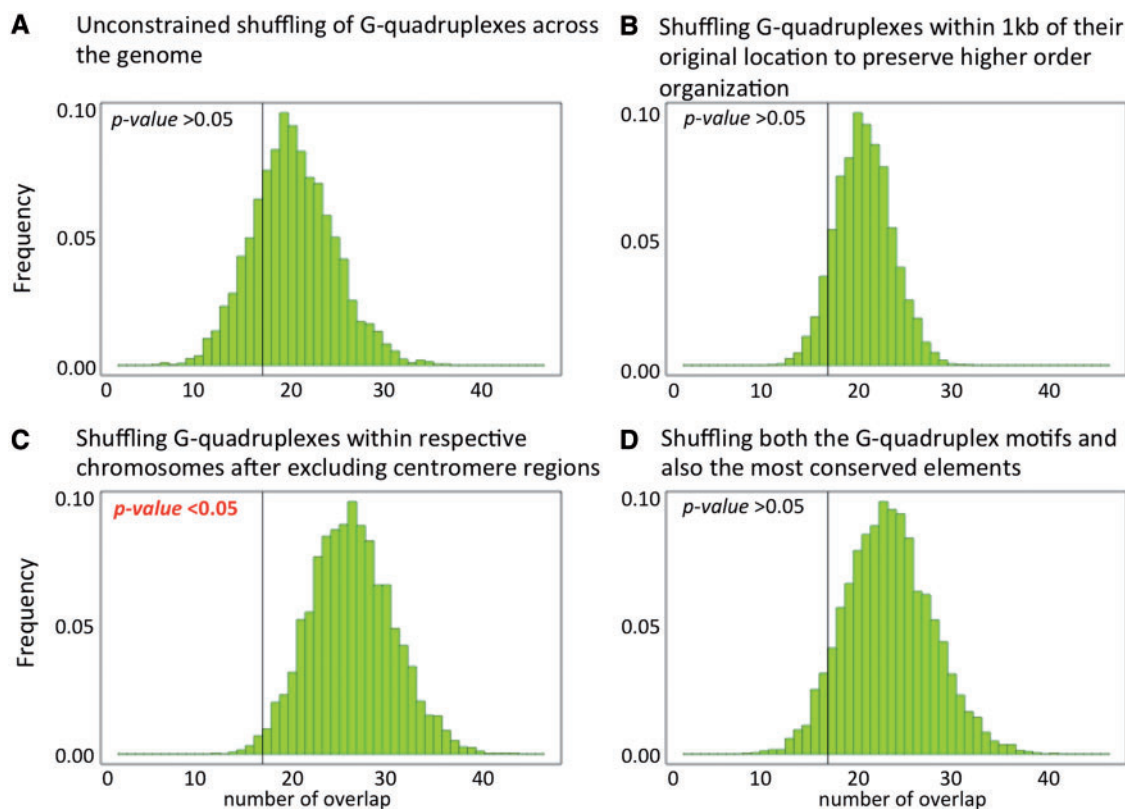 A Unconstrained shuffling of G-quadruplexes across
the genome
p-value >0.05
0.10
0.05
0.00
Frequency
0 10 20 30 40
B Shuffling G-quadruplexes within 1kb of their
original location to preserve higher order
organization
p-value >0.05
0.10
0.05
0.00
0 10 20 30 40
C Shuffling G-quadruplexes within respective
chromosomes after excluding centromere regions
p-value <0.05
0.10
0.05
0.00
Frequency
0 10 20 30 40
number of overlap
D Shuffling both the G-quadruplex motifs and
also the most conserved elements
p-value >0.05
0.10
0.05
0.00
0 10 20 30 40
number of overlap